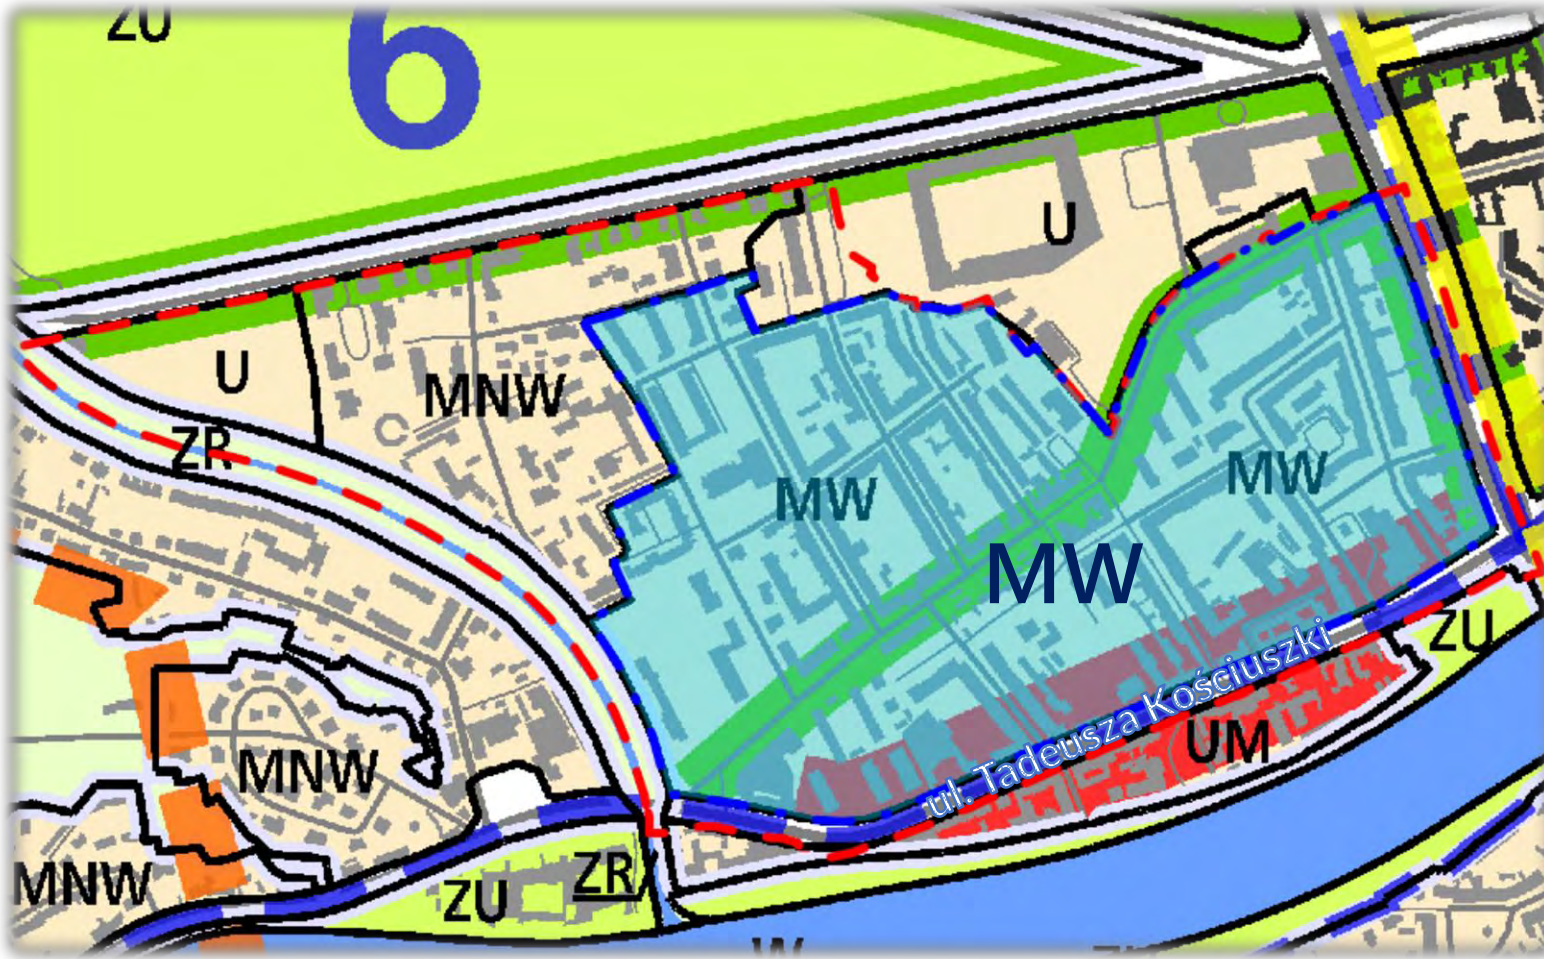 ZU
6
U
U
MNW
ZR
MW
MW
MW
ZU
ul. Tadeusza Kościuszki
UM
MNW
MNW
ZU
ZR
W